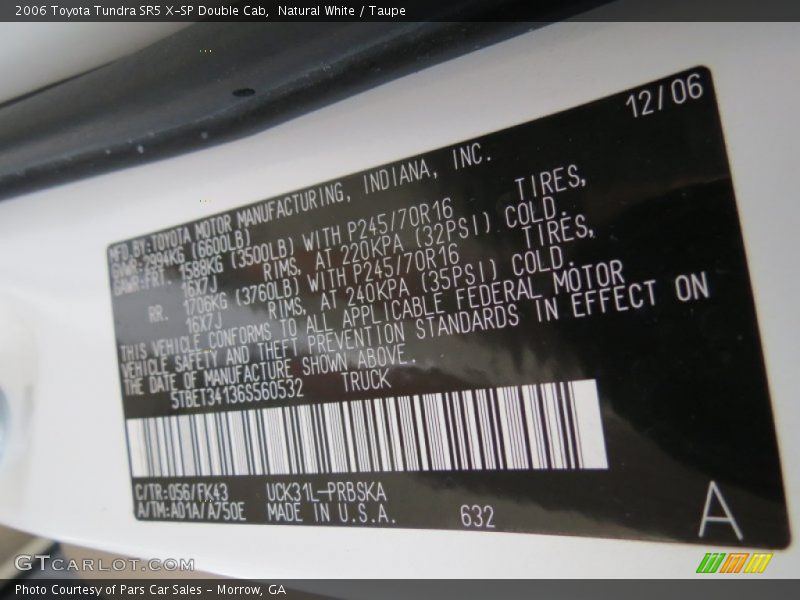 2006 Toyota Tundra SR5 X-SP Double Cab,  Natural White / Taupe
12/06
MFD.BY:TOYOTA MOTOR MANUFACTURING, INDIANA, INC.
GVWR:2994KG (6600LB)
GAWR:FRT. 1588KG (3500LB) WITH P245/70R16 TIRES,
16X7J RIMS, AT 220KPA (32PSI) COLD.
RR. 1706KG (3760LB) WITH P245/70R16 TIRES,
16X7J RIMS, AT 240KPA (35PSI) COLD.
THIS VEHICLE CONFORMS TO ALL APPLICABLE FEDERAL MOTOR
VEHICLE SAFETY AND THEFT PREVENTION STANDARDS IN EFFECT ON
THE DATE OF MANUFACTURE SHOWN ABOVE.
5TBET34136S560532 TRUCK
C/TR:056/FK43 UCK31L-PRBSKA
A/TM:A01A/A750E MADE IN U.S.A. 632
A
GTCARLOT.COM
Photo Courtesy of Pars Car Sales - Morrow, GA